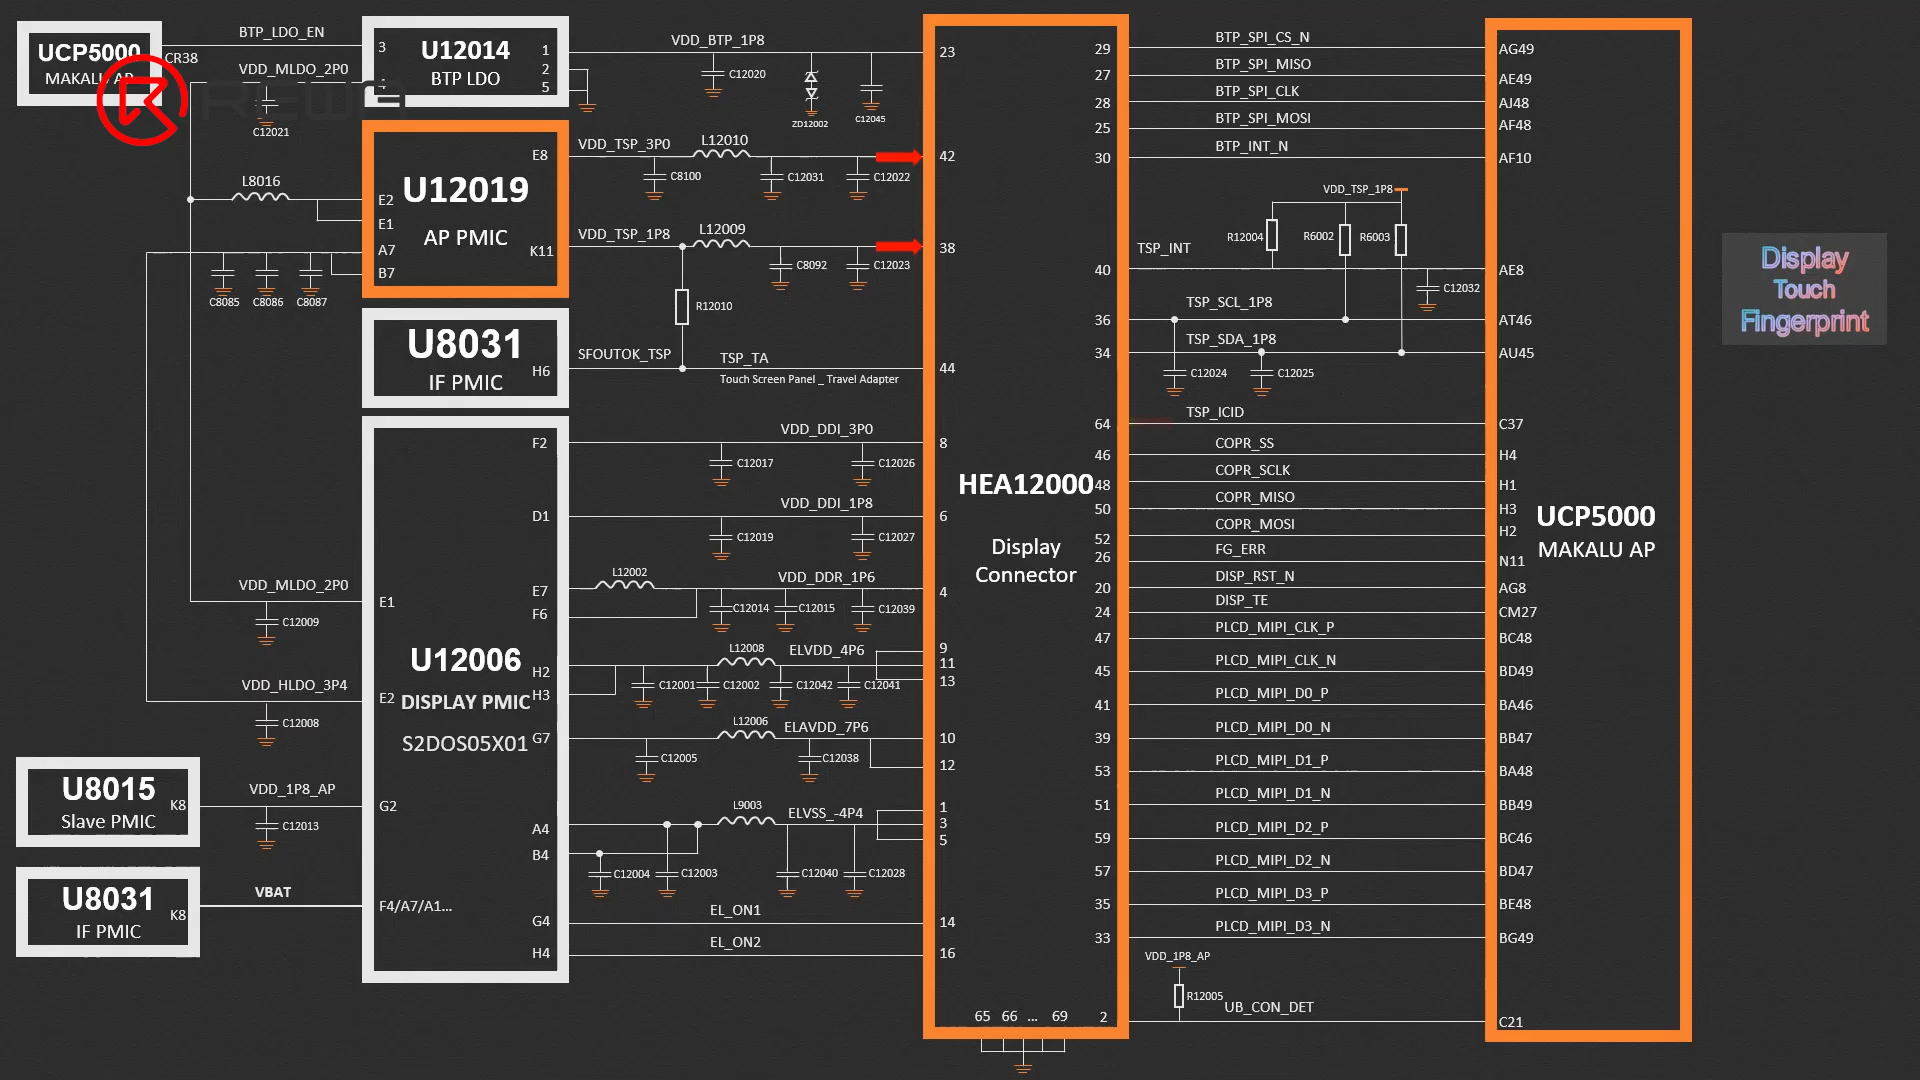 UCP5000
MAKALU AP
CR38
BTP_LDO_EN
VDD_MLDO_2P0
C12021
REWA
3
4
U12014
BTP LDO
1
2
5
VDD_BTP_1P8
C12020
ZD12002
C12045
L8016
C8085
C8086
C8087
E2
E1
A7
B7
U12019
AP PMIC
E8
K11
VDD_TSP_3P0
L12010
C8100
C12031
C12022
VDD_TSP_1P8
L12009
C8092
C12023
R12010
U8031
IF PMIC
H6
SFOUTOK_TSP
TSP_TA
Touch Screen Panel _ Travel Adapter
VDD_MLDO_2P0
C12009
VDD_HLDO_3P4
C12008
U8015
Slave PMIC
K8
VDD_1P8_AP
C12013
U8031
IF PMIC
K8
VBAT
E1
E2
G2
F4/A7/A1...
U12006
DISPLAY PMIC
S2DOS05X01
F2
D1
E7
F6
H2
H3
G7
A4
B4
G4
H4
VDD_DDI_3P0
C12017
C12026
VDD_DDI_1P8
C12019
C12027
L12002
VDD_DDR_1P6
C12014
C12015
C12039
L12008
ELVDD_4P6
C12001
C12002
C12042
C12041
L12006
ELAVDD_7P6
C12005
C12038
L9003
ELVSS_-4P4
C12004
C12003
C12040
C12028
EL_ON1
EL_ON2
23
42
38
44
8
6
4
9
11
13
10
12
1
3
5
14
16
HEA12000
Display
Connector
65 66 ... 69
29
27
28
25
30
40
36
34
64
46
48
50
52
26
20
24
47
45
41
39
53
51
59
57
35
33
2
BTP_SPI_CS_N
BTP_SPI_MISO
BTP_SPI_CLK
BTP_SPI_MOSI
BTP_INT_N
VDD_TSP_1P8
R12004
R6002
R6003
TSP_INT
C12032
TSP_SCL_1P8
TSP_SDA_1P8
C12024
C12025
TSP_ICID
COPR_SS
COPR_SCLK
COPR_MISO
COPR_MOSI
FG_ERR
DISP_RST_N
DISP_TE
PLCD_MIPI_CLK_P
PLCD_MIPI_CLK_N
PLCD_MIPI_D0_P
PLCD_MIPI_D0_N
PLCD_MIPI_D1_P
PLCD_MIPI_D1_N
PLCD_MIPI_D2_P
PLCD_MIPI_D2_N
PLCD_MIPI_D3_P
PLCD_MIPI_D3_N
VDD_1P8_AP
R12005
UB_CON_DET
AG49
AE49
AJ48
AF48
AF10
AE8
AT46
AU45
C37
H4
H1
H3
H2
N11
AG8
CM27
BC48
BD49
BA46
BB47
BA48
BB49
BC46
BD47
BE48
BG49
C21
UCP5000
MAKALU AP
Display
Touch
Fingerprint